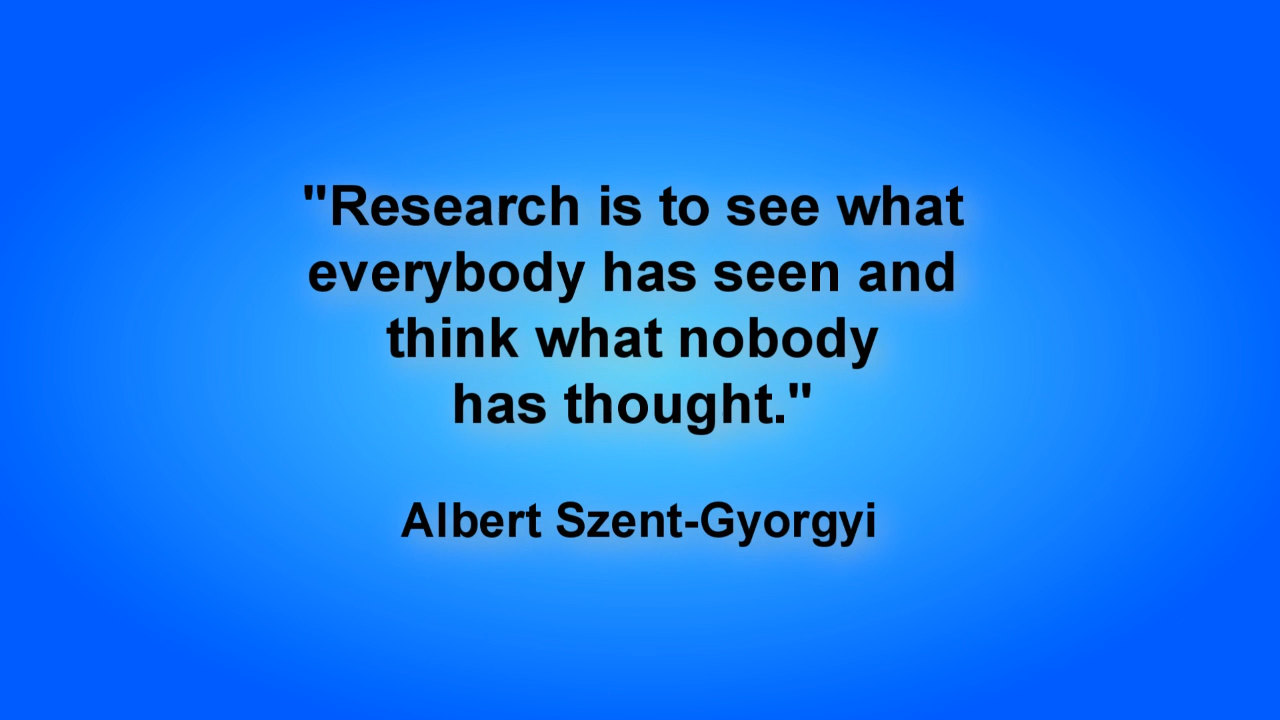 "Research is to see what
everybody has seen and
think what nobody
has thought."
Albert Szent-Gyorgyi